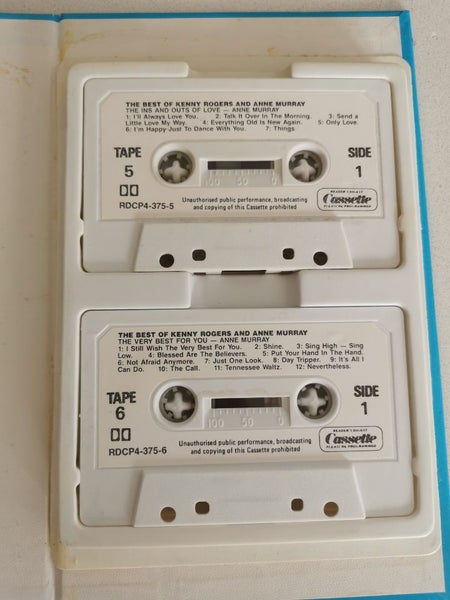 THE BEST OF KENNY ROGERS AND ANNE MURRAY
THE INS AND OUTS OF LOVE — ANNE MURRAY
1: I'll Always Love You. 2: Talk It Over In The Morning. 3: Send a
Little Love My Way. 4: Everything Old Is New Again. 5: Only Love.
6: I'm Happy Just To Dance With You. 7: Things
TAPE
5
SIDE
1
100 50 0
RDCP4-375-5
Unauthorised public performance, broadcasting
and copying of this Cassette prohibited
READER'S DIGEST
Cassette
PLEASURE PROGRAMMED
THE BEST OF KENNY ROGERS AND ANNE MURRAY
THE VERY BEST FOR YOU — ANNE MURRAY
1: I Still Wish The Very Best For You. 2: Shine. 3: Sing High — Sing
Low. 4: Blessed Are The Believers. 5: Put Your Hand In The Hand.
6: Not Afraid Anymore. 7: Just One Look. 8: Day Tripper. 9: It's All I
Can Do. 10: The Call. 11: Tennessee Waltz. 12: Nevertheless.
TAPE
6
SIDE
1
100 50 0
RDCP4-375-6
Unauthorised public performance, broadcasting
and copying of this Cassette prohibited
READER'S DIGEST
Cassette
PLEASURE PROGRAMMED